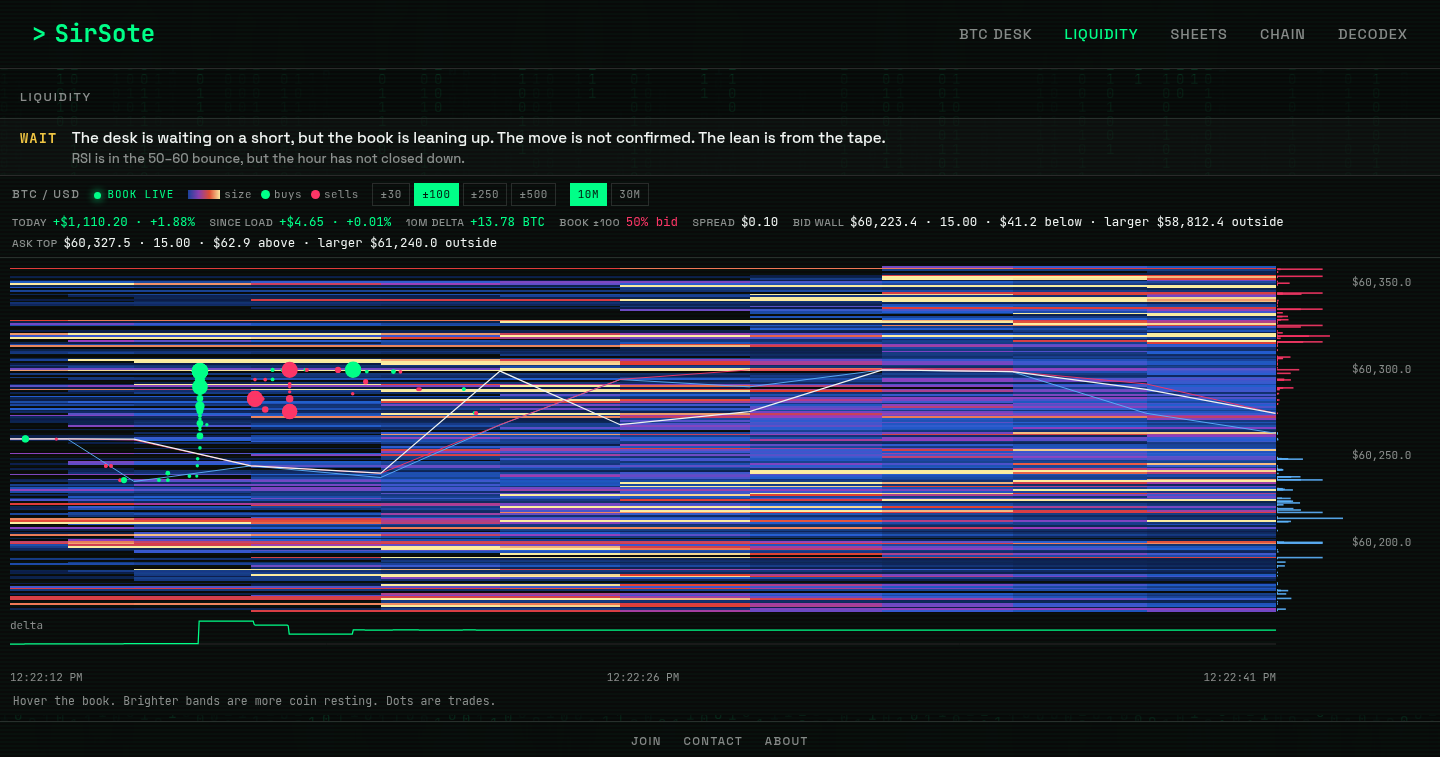 > SirSote
BTC DESK LIQUIDITY SHEETS CHAIN DECODEX
LIQUIDITY
WAIT The desk is waiting on a short, but the book is leaning up. The move is not confirmed. The lean is from the tape.
RSI is in the 50–60 bounce, but the hour has not closed down.
BTC / USD BOOK LIVE size buys sells ±30 ±100 ±250 ±500 10M 30M
TODAY +$1,110.20 · +1.88% SINCE LOAD +$4.65 · +0.01% 10M DELTA +13.78 BTC BOOK ±100 50% bid SPREAD $0.10 BID WALL $60,223.4 · 15.00 · $41.2 below · larger $58,812.4 outside
ASK TOP $60,327.5 · 15.00 · $62.9 above · larger $61,240.0 outside
$60,350.0
$60,300.0
$60,250.0
$60,200.0
delta
12:22:12 PM 12:22:26 PM 12:22:41 PM
Hover the book. Brighter bands are more coin resting. Dots are trades.
JOIN CONTACT ABOUT